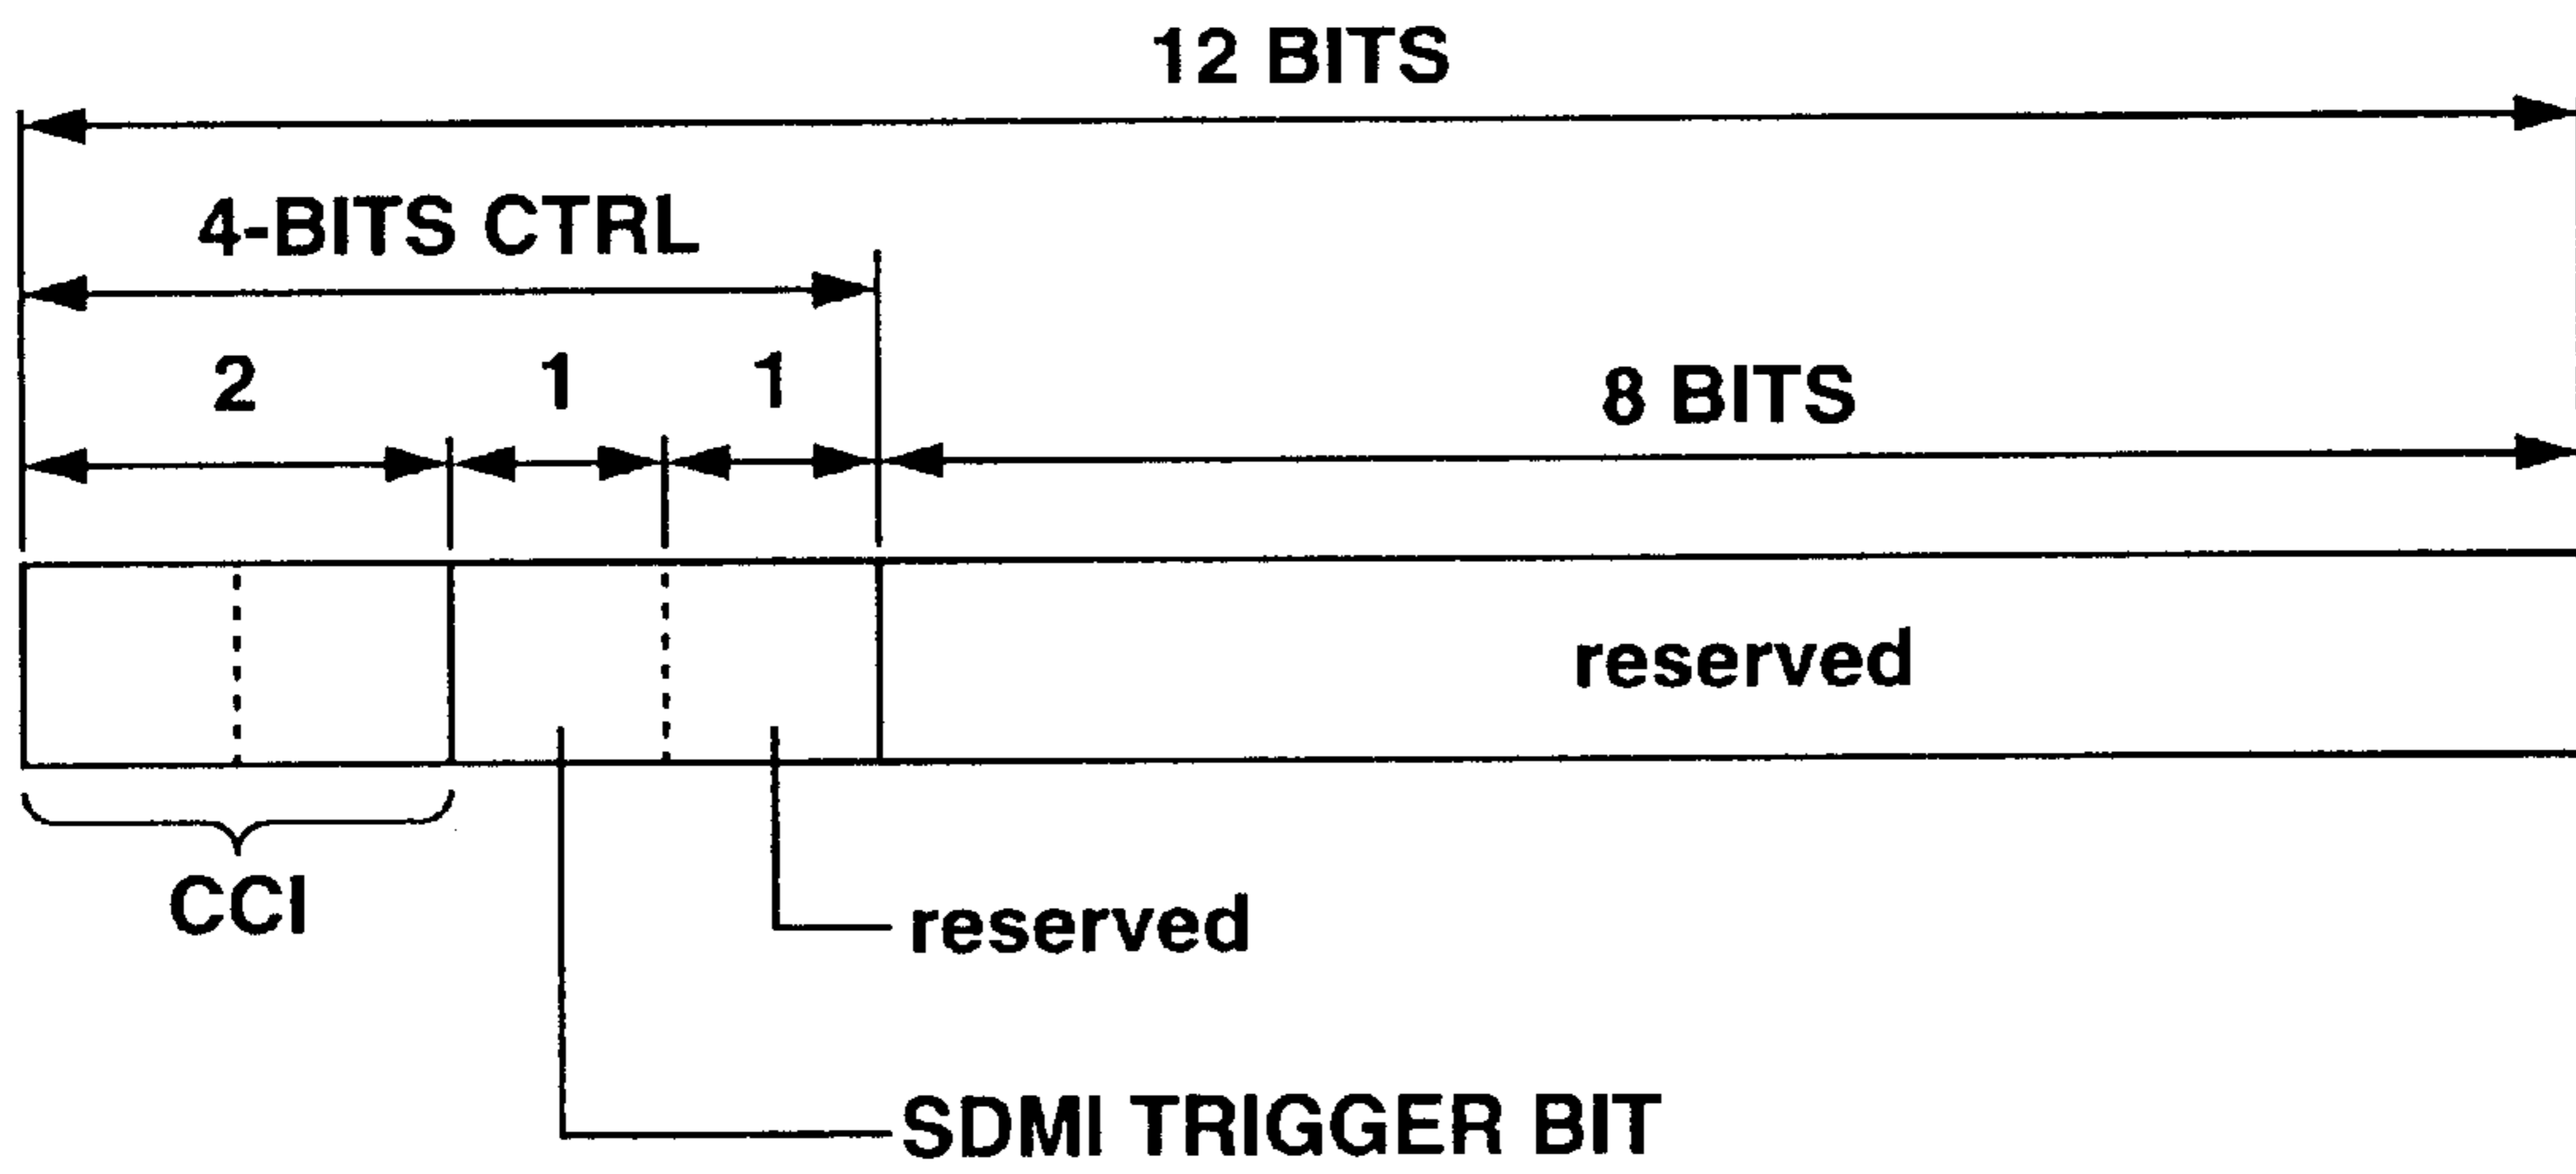 12 BITS
4-BITS CTRL
2
1
1
8 BITS
reserved
CCI
reserved
SDMI TRIGGER BIT